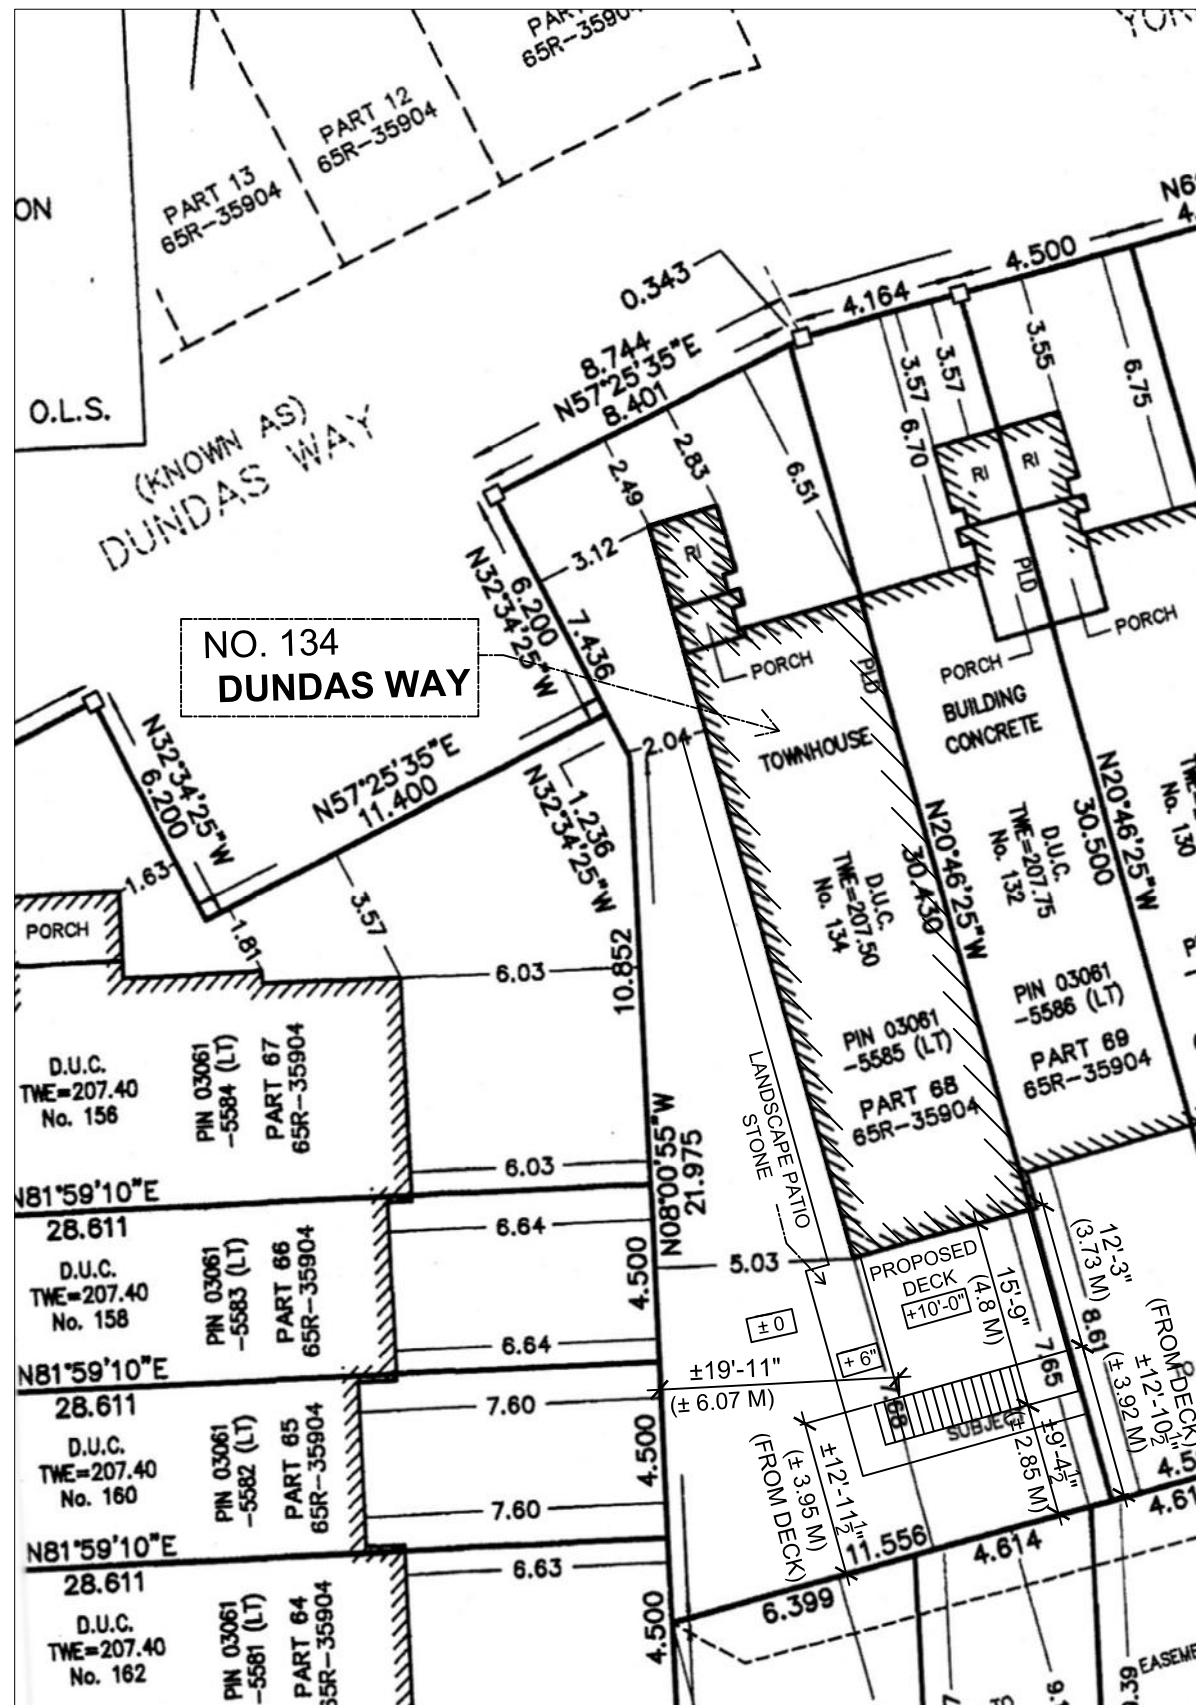 PART 12
65R-35904
65R-3590
PART 13
65R-35904
ON
O.L.S.
(KNOWN AS)
DUNDAS WAY
0.343
8.744
N57°25'35"E
8.401
4.164
4.500
3.57
3.57
6.70
3.55
6.75
2.49
2.83
6.51
3.12
RI
RI
RI
N32°34'25"W
6.200
7.436
NO. 134
DUNDAS WAY
PORCH
PLD
PLD
PORCH
PORCH
BUILDING
CONCRETE
TOWNHOUSE
2.04
N32°34'25"W
6.200
N57°25'35"E
11.400
1.236
N32°34'25"W
1.63
1.81
3.57
PORCH
6.03
10.852
D.U.C.
TWE=207.50
No. 134
30.430
N20°46'25"W
D.U.C.
TWE=207.75
No. 132
30.500
N20°46'25"W
No. 130
PIN 03061
-5585 (LT)
PART 68
65R-35904
PIN 03061
-5586 (LT)
PART 69
65R-35904
D.U.C.
TWE=207.40
No. 156
PIN 03061
-5584 (LT)
PART 67
65R-35904
LANDSCAPE PATIO
STONE
N08°00'55"W
21.975
6.03
N81°59'10"E
28.611
6.64
D.U.C.
TWE=207.40
No. 158
PIN 03061
-5583 (LT)
PART 66
65R-35904
4.500
6.64
5.03
PROPOSED
DECK
+10'-0"
15'-9"
(4.8 M)
12'-3"
(3.73 M)
8.61
7.65
± 0
+ 6"
±19'-11"
(± 6.07 M)
7.68
SUBJECT
±9'-4½"
(± 2.85 M)
±12'-10½"
(± 3.92 M)
(FROM DECK)
±12'-11½"
(± 3.95 M)
(FROM DECK)
N81°59'10"E
28.611
7.60
D.U.C.
TWE=207.40
No. 160
PIN 03061
-5582 (LT)
PART 65
65R-35904
4.500
7.60
N81°59'10"E
28.611
6.63
D.U.C.
TWE=207.40
No. 162
PIN 03061
-5581 (LT)
PART 64
65R-35904
4.500
11.556
4.614
6.399
4.61
.39